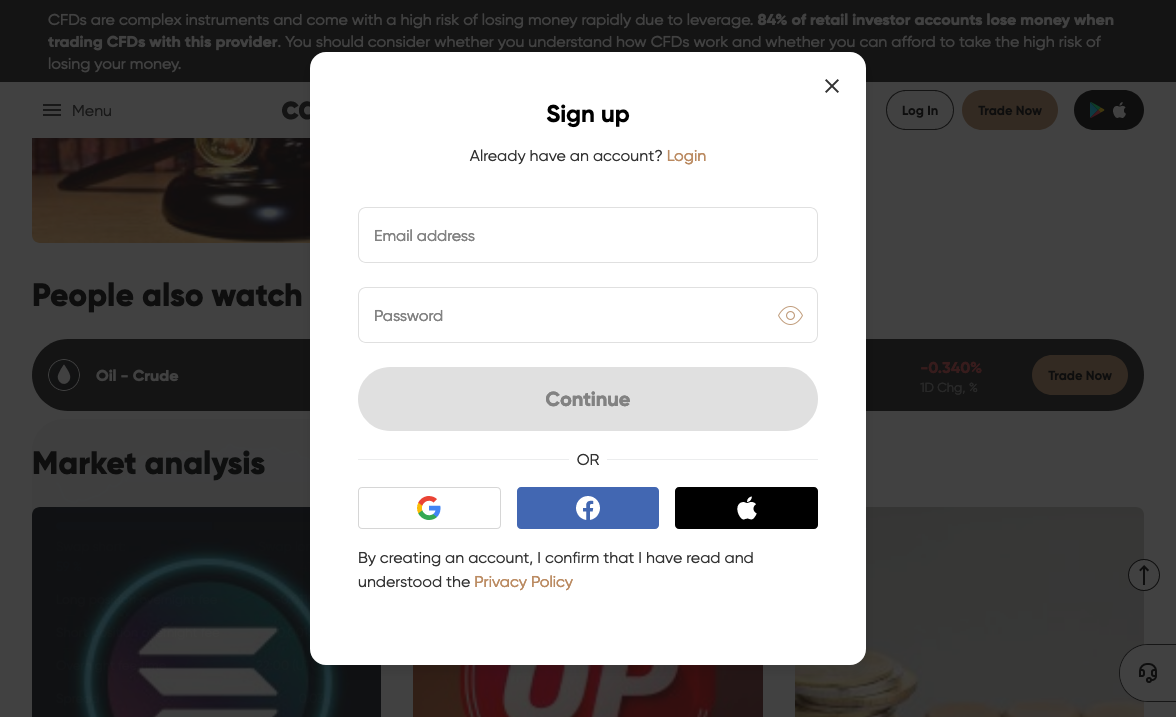 CFDs are complex instruments and come with a high risk of losing money rapidly due to leverage. 84% of retail investor accounts lose money when
trading CFDs with this provider. You should consider whether you understand how CFDs work and whether you can afford to take the high risk of
losing your money.
Menu
Log In
Trade Now
Sign up
Already have an account? Login
Email address
Password
Continue
OR
By creating an account, I confirm that I have read and
understood the Privacy Policy
People also watch
Oil - Crude
-0.340%
1D Chg, %
Trade Now
Market analysis
UP